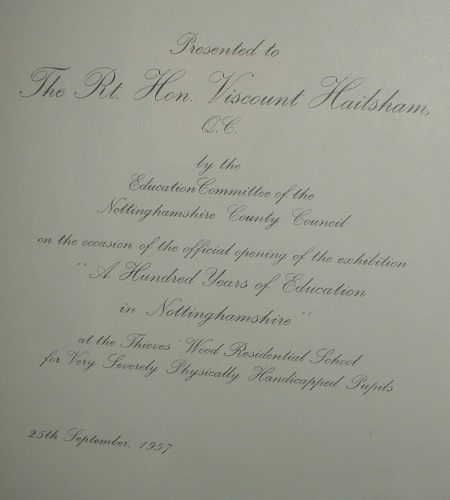 Presented to
The Rt. Hon. Viscount Hailsham,
Q.C.
by the
Education Committee of the
Nottinghamshire County Council
on the occasion of the official opening of the exhibition
"A Hundred Years of Education
in Nottinghamshire"
at the Thieves' Wood Residential School
for Very Severely Physically Handicapped Pupils
25th September, 1957